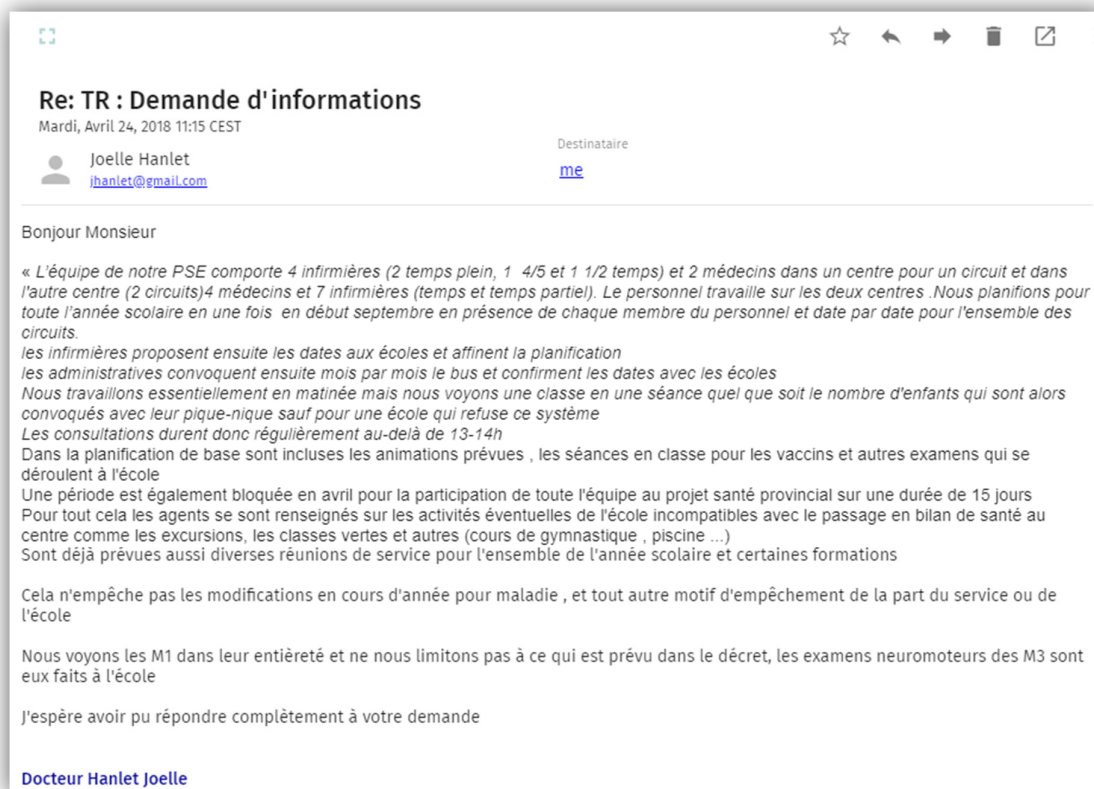 Re: TR : Demande d'informations
Mardi, Avril 24, 2018 11:15 CEST
Destinataire
Joelle Hanlet
me
jhanlet@gmail.com
Bonjour Monsieur
« L'équipe de notre PSE comporte 4 infirmières (2 temps plein, 1 4/5 et 1 1/2 temps) et 2 médecins dans un centre pour un circuit et dans
l'autre centre (2 circuits)4 médecins et 7 infirmières (temps et temps partiel). Le personnel travaille sur les deux centres .Nous planifions pour
toute l'année scolaire en une fois en début septembre en présence de chaque membre du personnel et date par date pour l'ensemble des
circuits.
les infirmières proposent ensuite les dates aux écoles et affinent la planification
les administratives convoquent ensuite mois par mois le bus et confirment les dates avec les écoles
Nous travaillons essentiellement en matinée mais nous voyons une classe en une séance quel que soit le nombre d'enfants qui sont alors
convoqués avec leur pique-nique sauf pour une école qui refuse ce système
Les consultations durent donc régulièrement au-delà de 13-14h
Dans la planification de base sont incluses les animations prévues , les séances en classe pour les vaccins et autres examens qui se
déroulent à l'école
Une période est également bloquée en avril pour la participation de toute l'équipe au projet santé provincial sur une durée de 15 jours
Pour tout cela les agents se sont renseignés sur les activités éventuelles de l'école incompatibles avec le passage en bilan de santé au
centre comme les excursions, les classes vertes et autres (cours de gymnastique , piscine ...)
Sont déjà prévues aussi diverses réunions de service pour l'ensemble de l'année scolaire et certaines formations
Cela n'empêche pas les modifications en cours d'année pour maladie , et tout autre motif d'empêchement de la part du service ou de
l'école
Nous voyons les M1 dans leur entièreté et ne nous limitons pas à ce qui est prévu dans le décret, les examens neuromoteurs des M3 sont
eux faits à l'école
J'espère avoir pu répondre complètement à votre demande
Docteur Hanlet Joelle